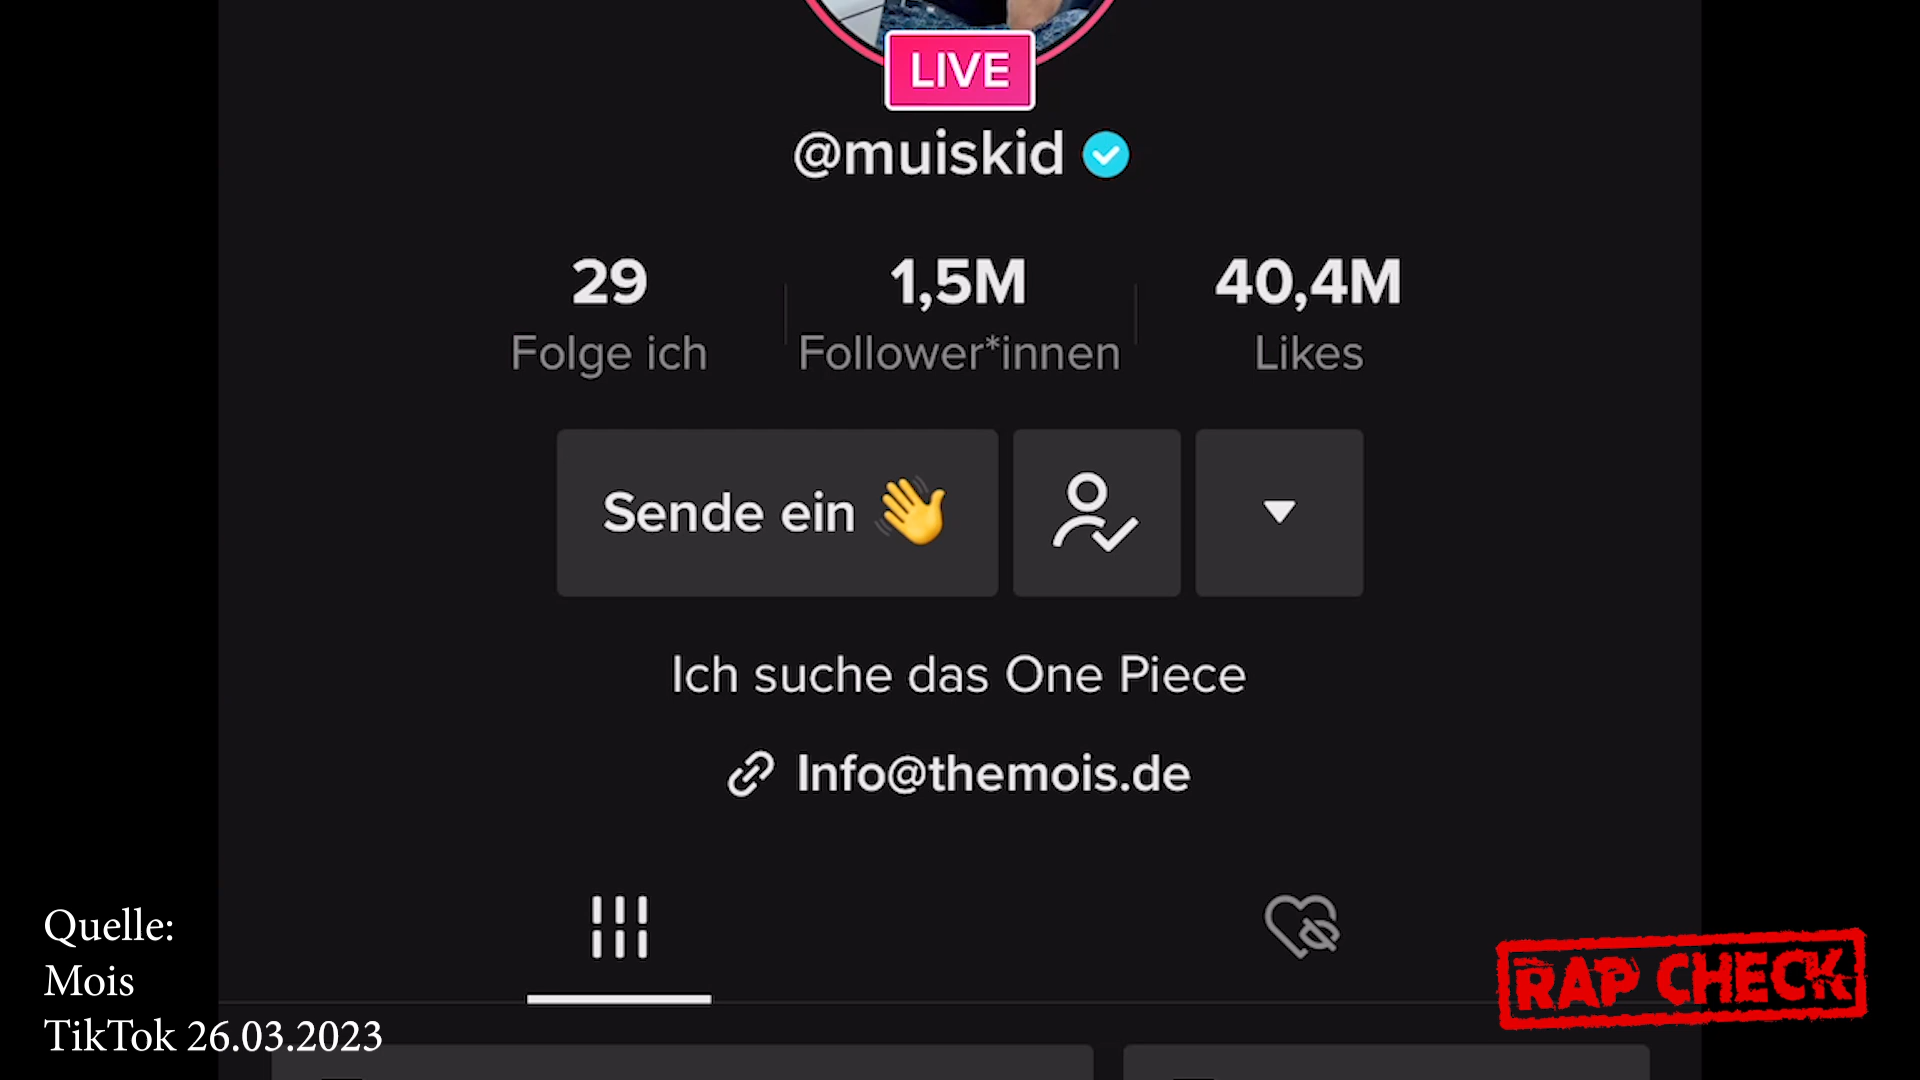 LIVE
@muiskid
29
1,5M
40,4M
Folge ich
Follower*innen
Likes
Sende ein 👋
Ich suche das One Piece
Info@themois.de
Quelle:
Mois
TikTok 26.03.2023
RAP CHECK